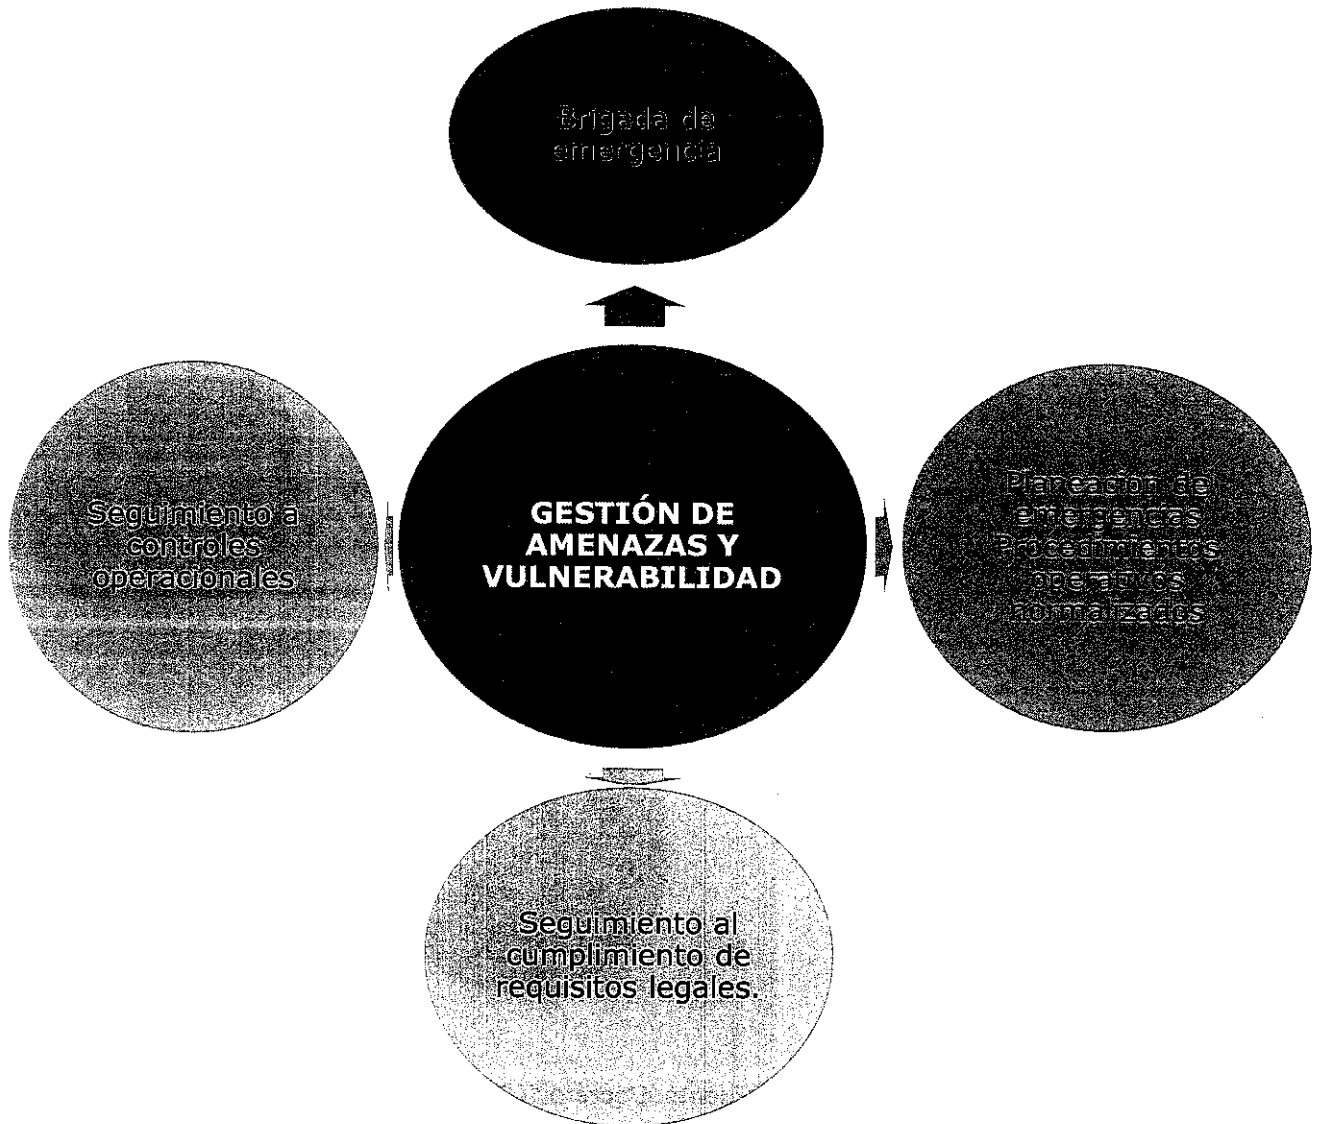 Brigada de
emergencia
Seguimiento a
controles
operacionales
GESTIÓN DE
AMENAZAS Y
VULNERABILIDAD
Planeación de
emergencias
Procedimientos
operativos
normalizados
Seguimiento al
cumplimiento de
requisitos legales.